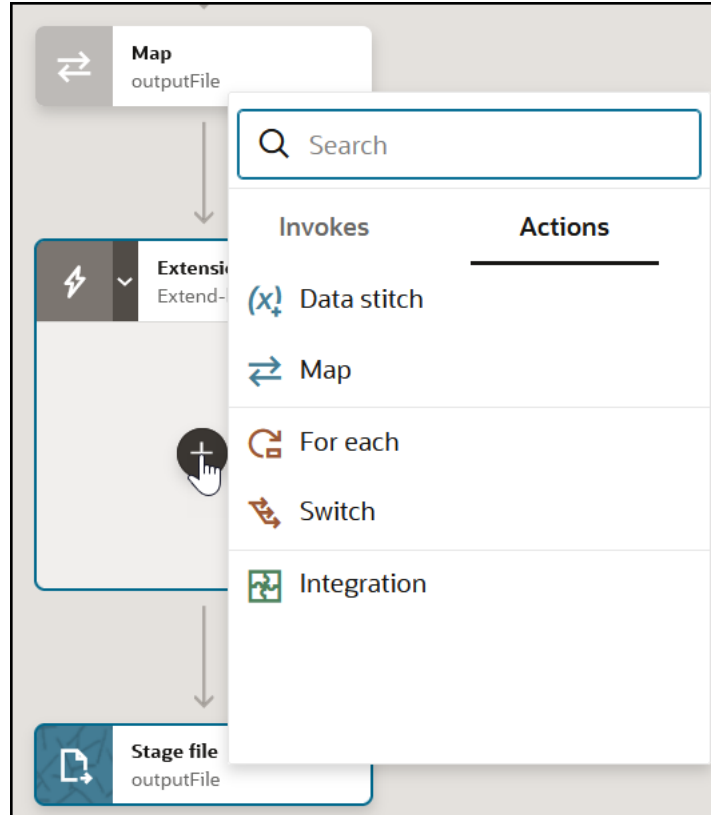 Map
outputFile
Search
Invokes
Actions
Data stitch
Map
For each
Switch
Integration
Stage file
outputFile